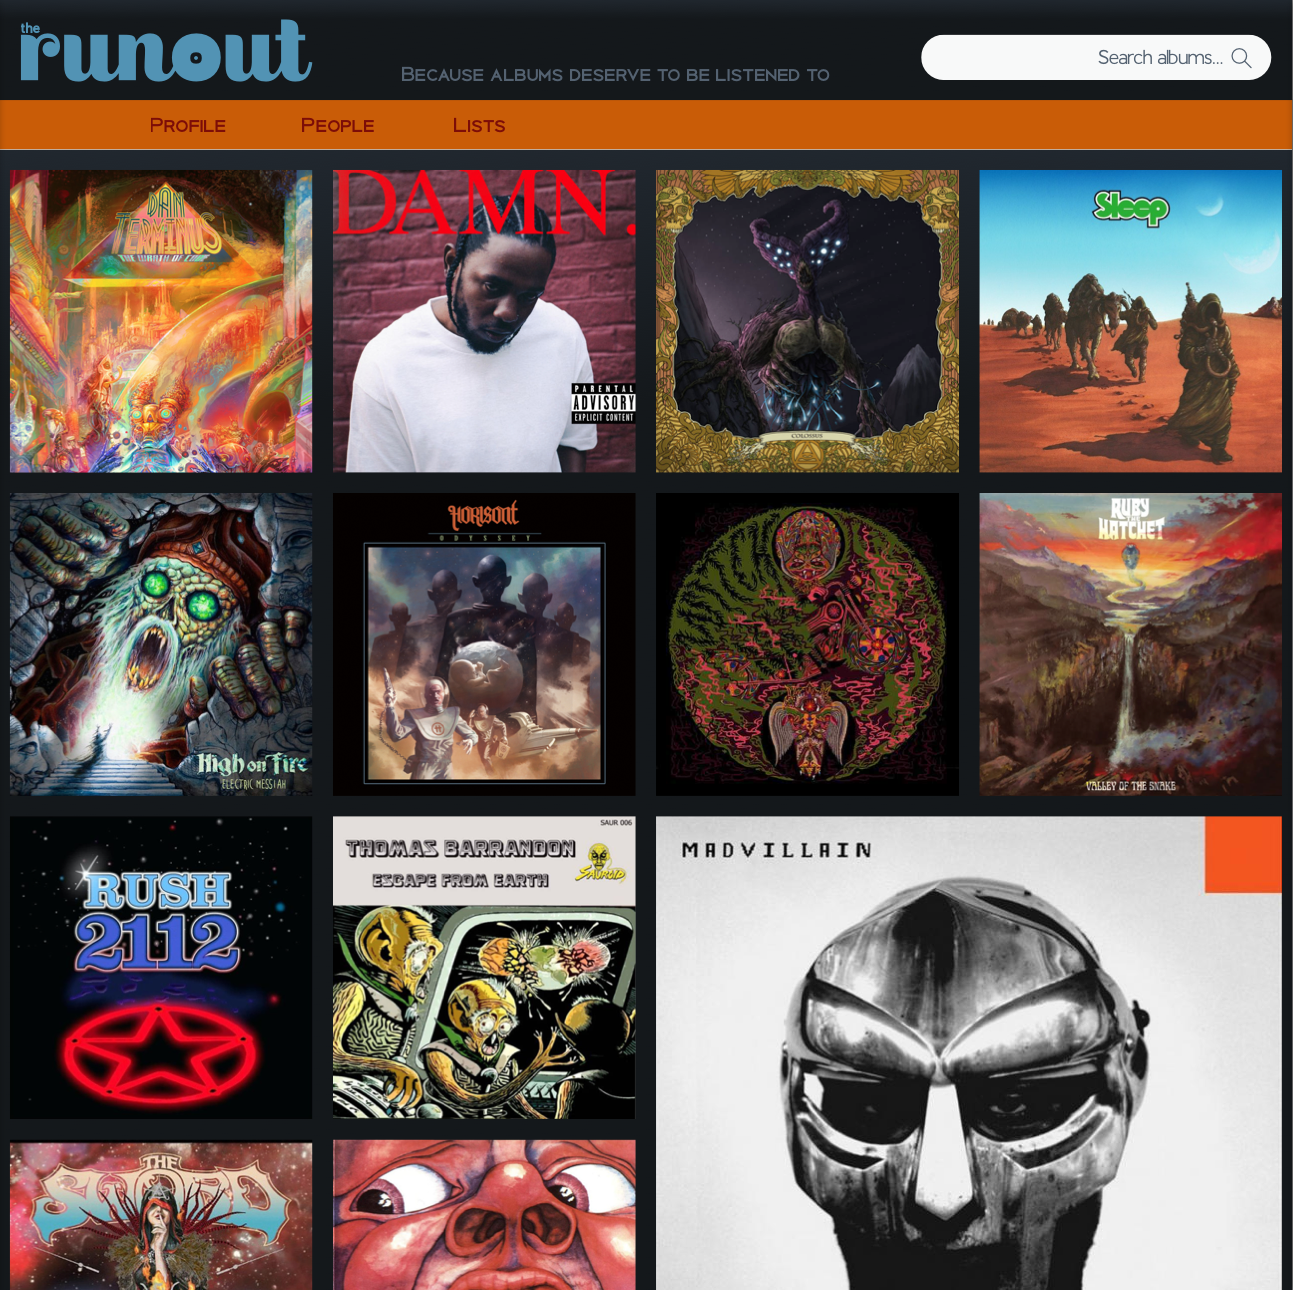 the
runout
BECAUSE ALBUMS DESERVE TO BE LISTENED TO
Search albums...
PROFILE
PEOPLE
LISTS
DAN
TERMINUS
THE WRATH OF CODE
DAMN.
PARENTAL
ADVISORY
EXPLICIT CONTENT
COLOSSUS
Sleep
High on Fire
ELECTRIC MESSIAH
HORISONT
ODYSSEY
RUBY
THE
HATCHET
VALLEY OF THE SNAKE
RUSH
2112
SAUR 006
THOMAS BARRANDON
ESCAPE FROM EARTH
SAUROID
MADVILLAIN
THE
SWORD